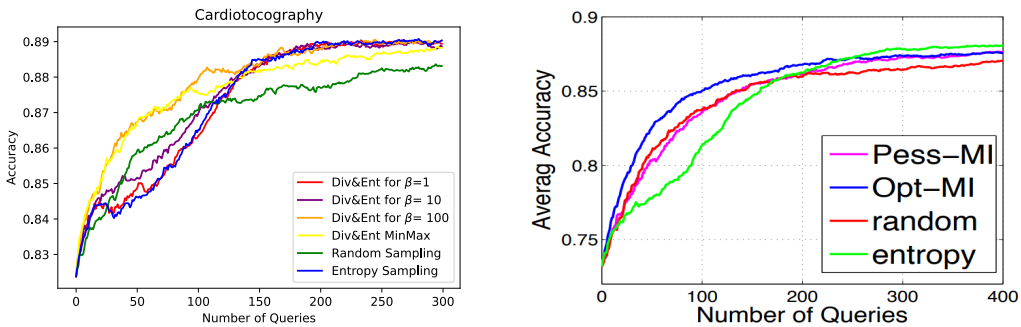 Cardiotocography
Accuracy
0.89
0.88
0.87
0.86
0.85
0.84
0.83
0
50
100
150
200
250
300
Number of Queries
Div&Ent for β=1
Div&Ent for β= 10
Div&Ent for β= 100
Div&Ent MinMax
Random Sampling
Entropy Sampling
Averag Accuracy
0.9
0.85
0.8
0.75
0
100
200
300
400
Number of Queries
Pess-MI
Opt-MI
random
entropy